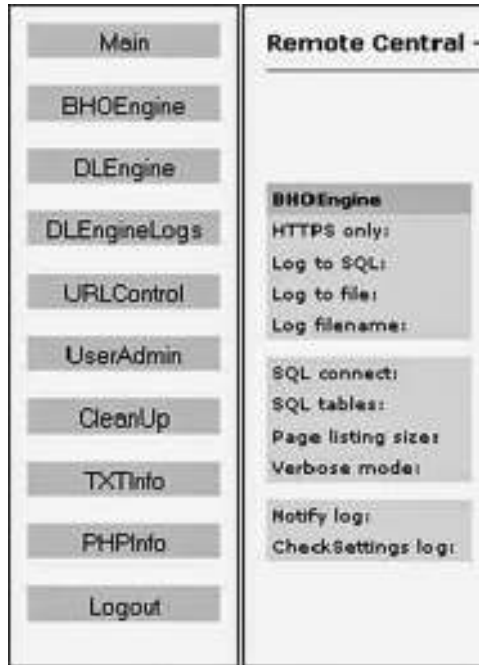 Main
BHOEngine
DLEngine
DLEngineLogs
URLControl
UserAdmin
CleanUp
TXTInfo
PHPInfo
Logout
Remote Central -
BHOEngine
HTTPS only:
Log to SQL:
Log to file:
Log filename:
SQL connect:
SQL tables:
Page listing size:
Verbose mode:
Notify log:
CheckSettings log: